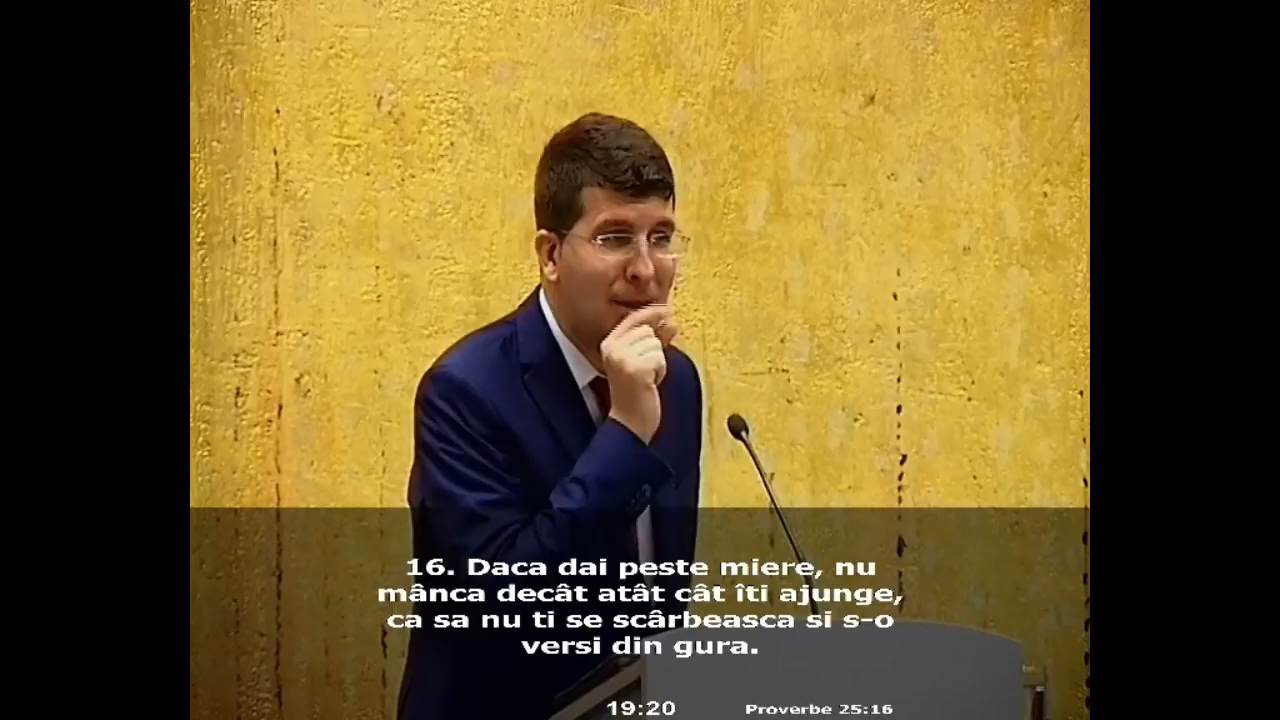 16. Daca dai peste miere, nu
mânca decât atât cât îti ajunge,
ca sa nu ti se scârbeasca si s-o
versi din gura.
19:20 Proverbe 25:16